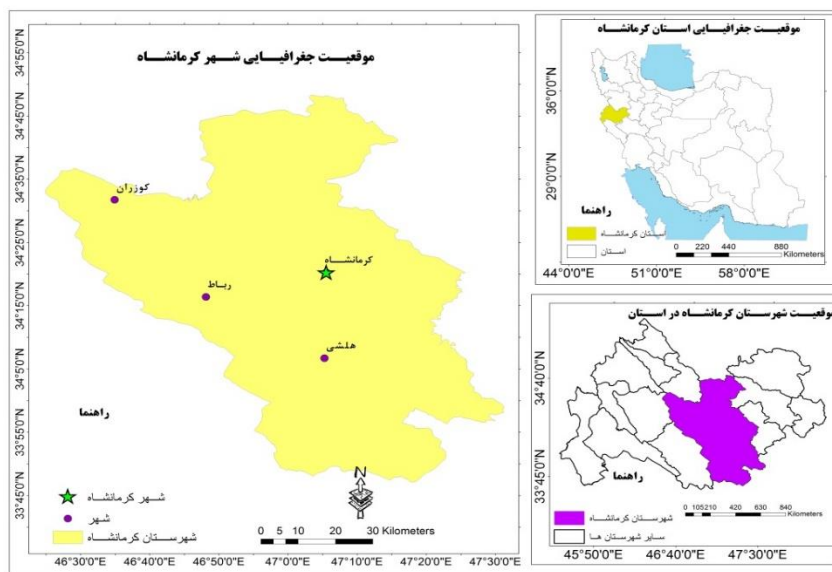 موقعیت جغرافیایی شهر کرمانشاه
34°55'0"N
34°45'0"N
34°35'0"N
34°25'0"N
34°15'0"N
34°5'0"N
33°55'0"N
33°45'0"N
کوزران
کرمانشاه
رباط
هلشی
راهنما
شهر کرمانشاه
شهر
شهرستان کرمانشاه
N
0 5 10 20 30 Kilometers
46°30'0"E 46°40'0"E 46°50'0"E 47°0'0"E 47°10'0"E 47°20'0"E 47°30'0"E
موقعیت جغرافیایی استان کرمانشاه
36°0'0"N
29°0'0"N
راهنما
استان کرمانشاه
استان
0 220 440 880 Kilometers
44°0'0"E 51°0'0"E 58°0'0"E
موقعیت شهرستان کرمانشاه در استان
34°40'0"N
33°45'0"N
راهنما
شهرستان کرمانشاه
سایر شهرستان ها
0 105210 420 630 840 Kilometers
45°50'0"E 46°40'0"E 47°30'0"E